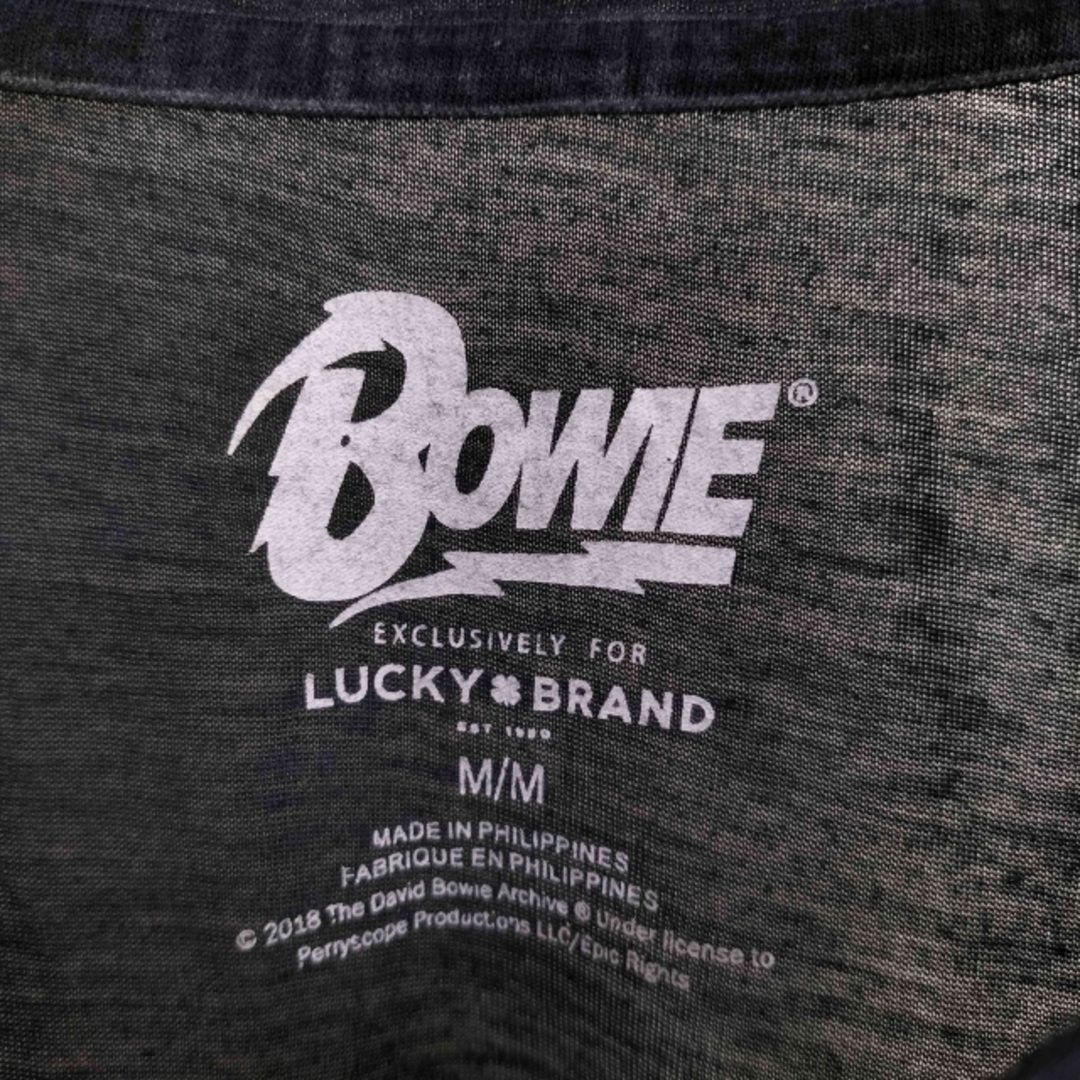 BOWIE®
EXCLUSIVELY FOR
LUCKY BRAND
EST 1990
M/M
MADE IN PHILIPPINES
FABRIQUE EN PHILIPPINES
© 2018 The David Bowie Archive ® Under license to
Perryscope Productions LLC/Epic Rights